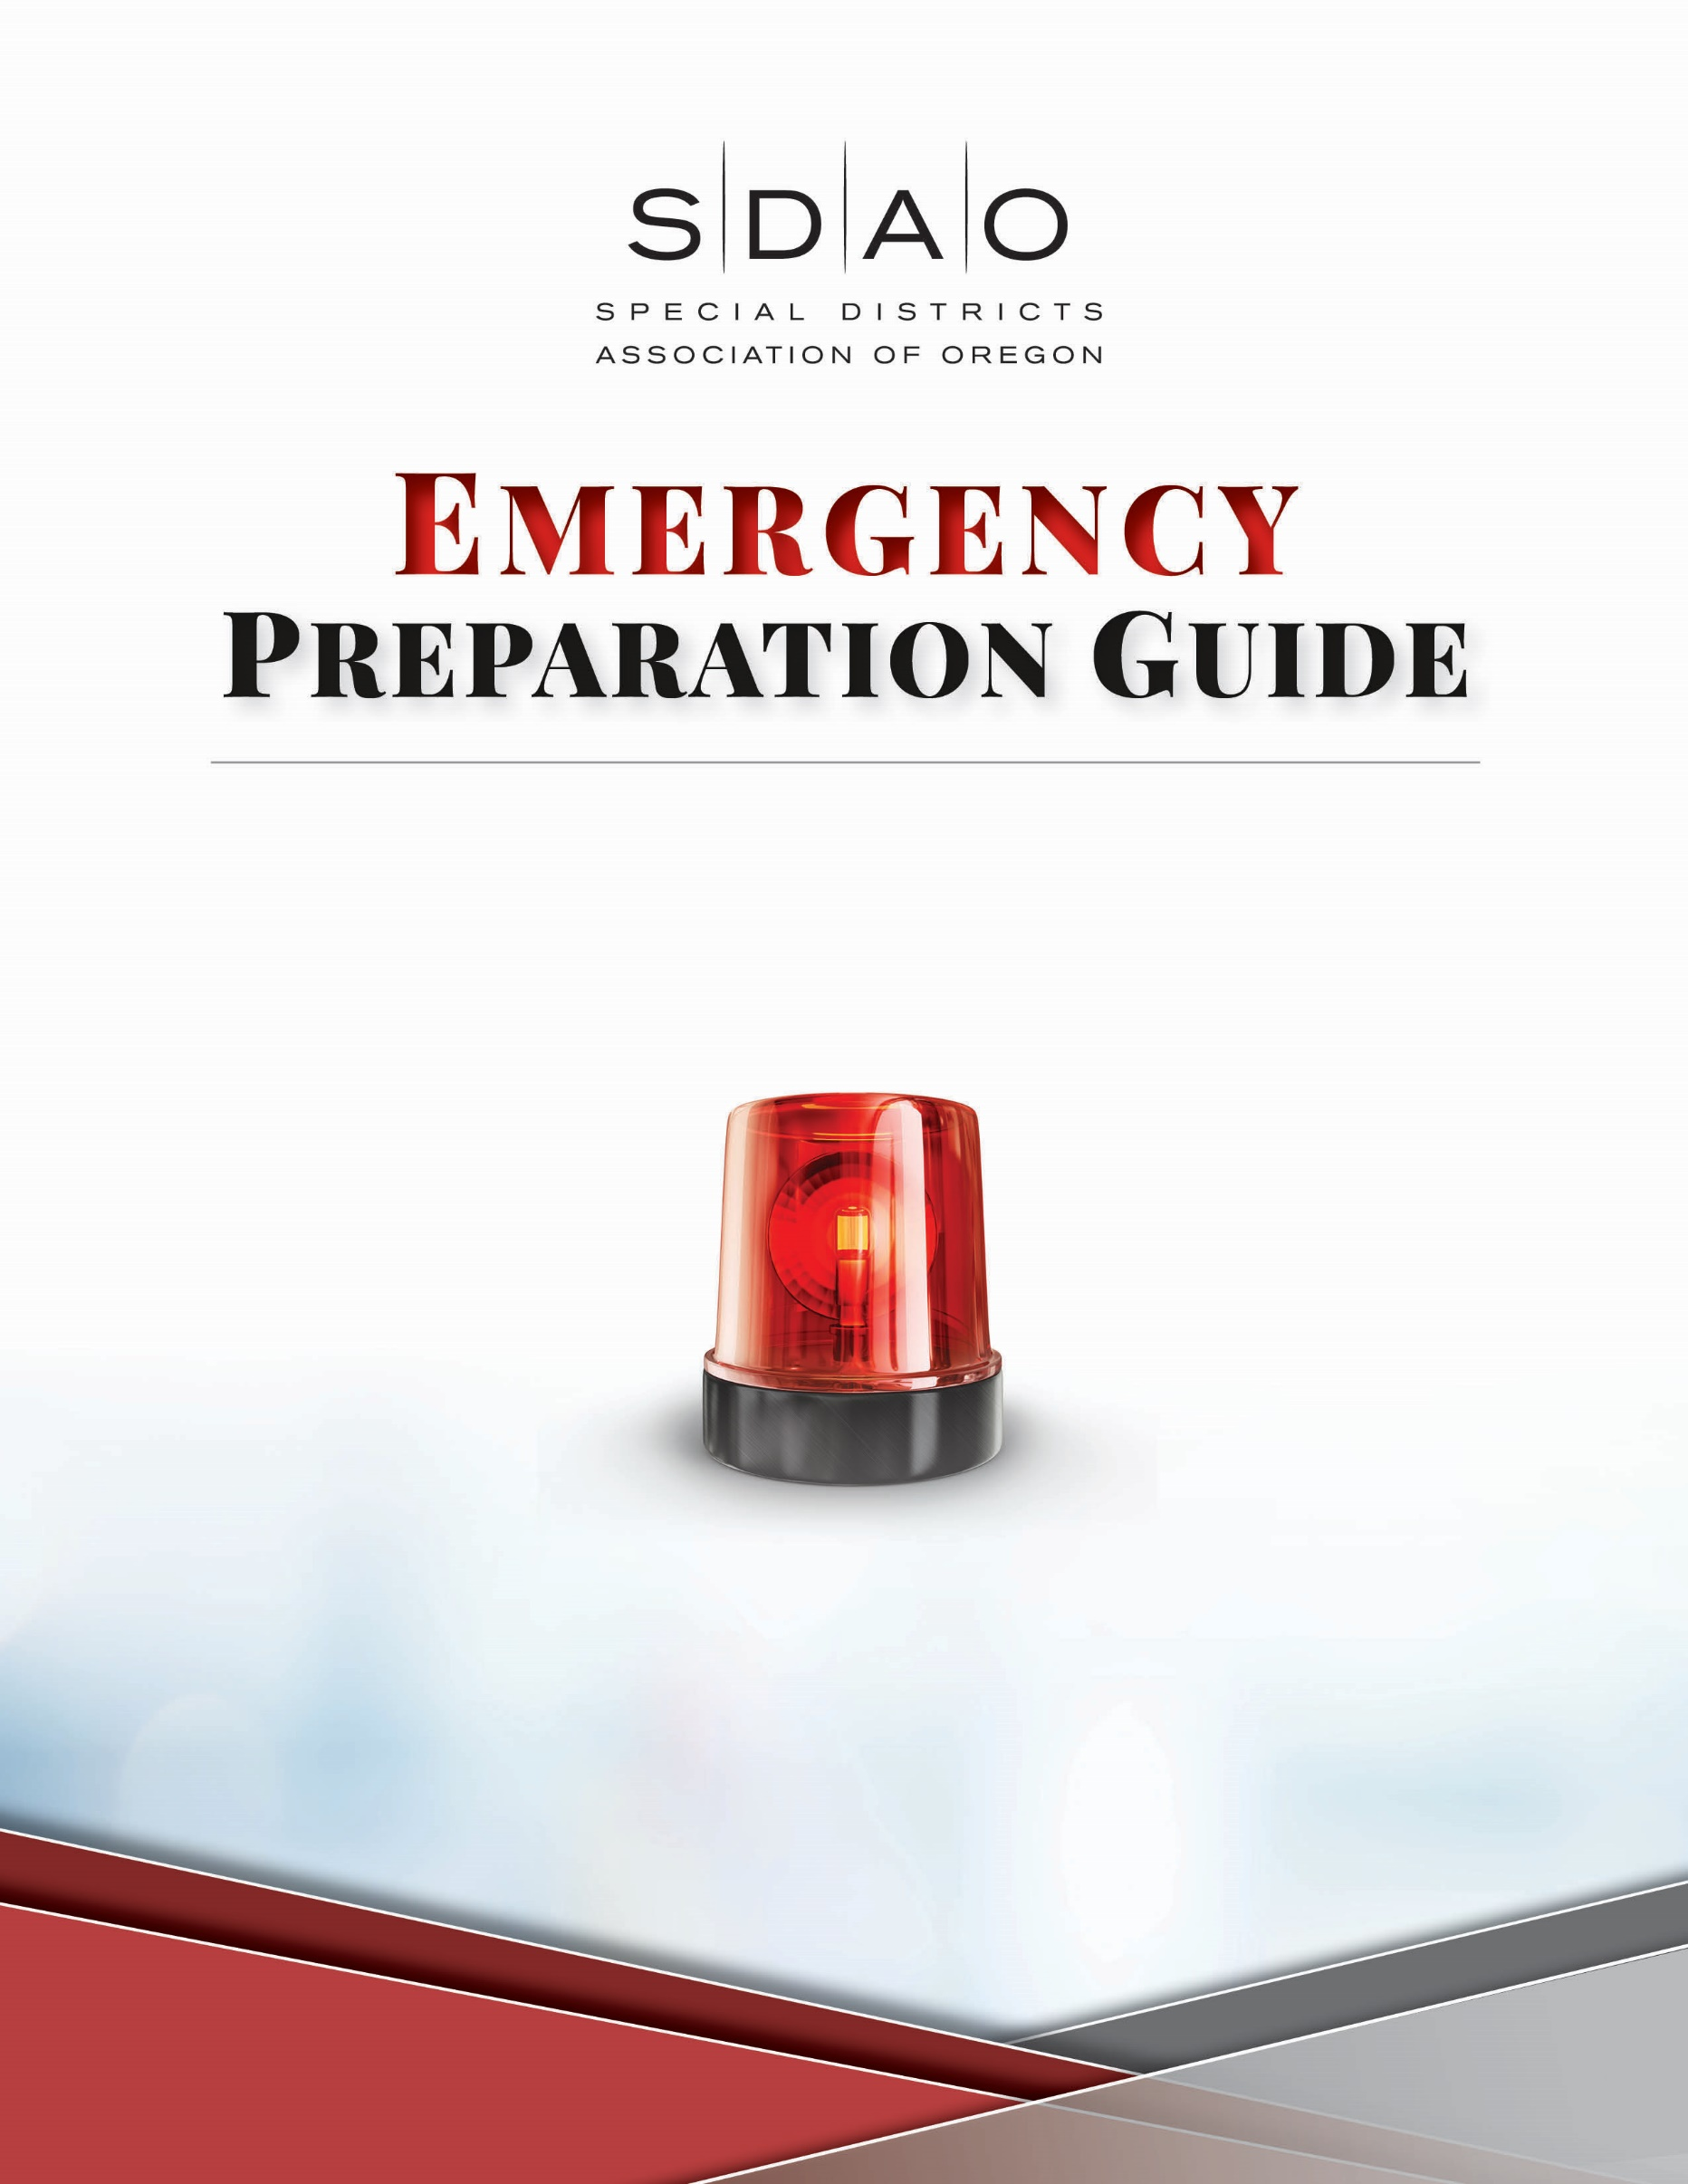 S|D|A|O
SPECIAL DISTRICTS
ASSOCIATION OF OREGON
EMERGENCY
PREPARATION GUIDE